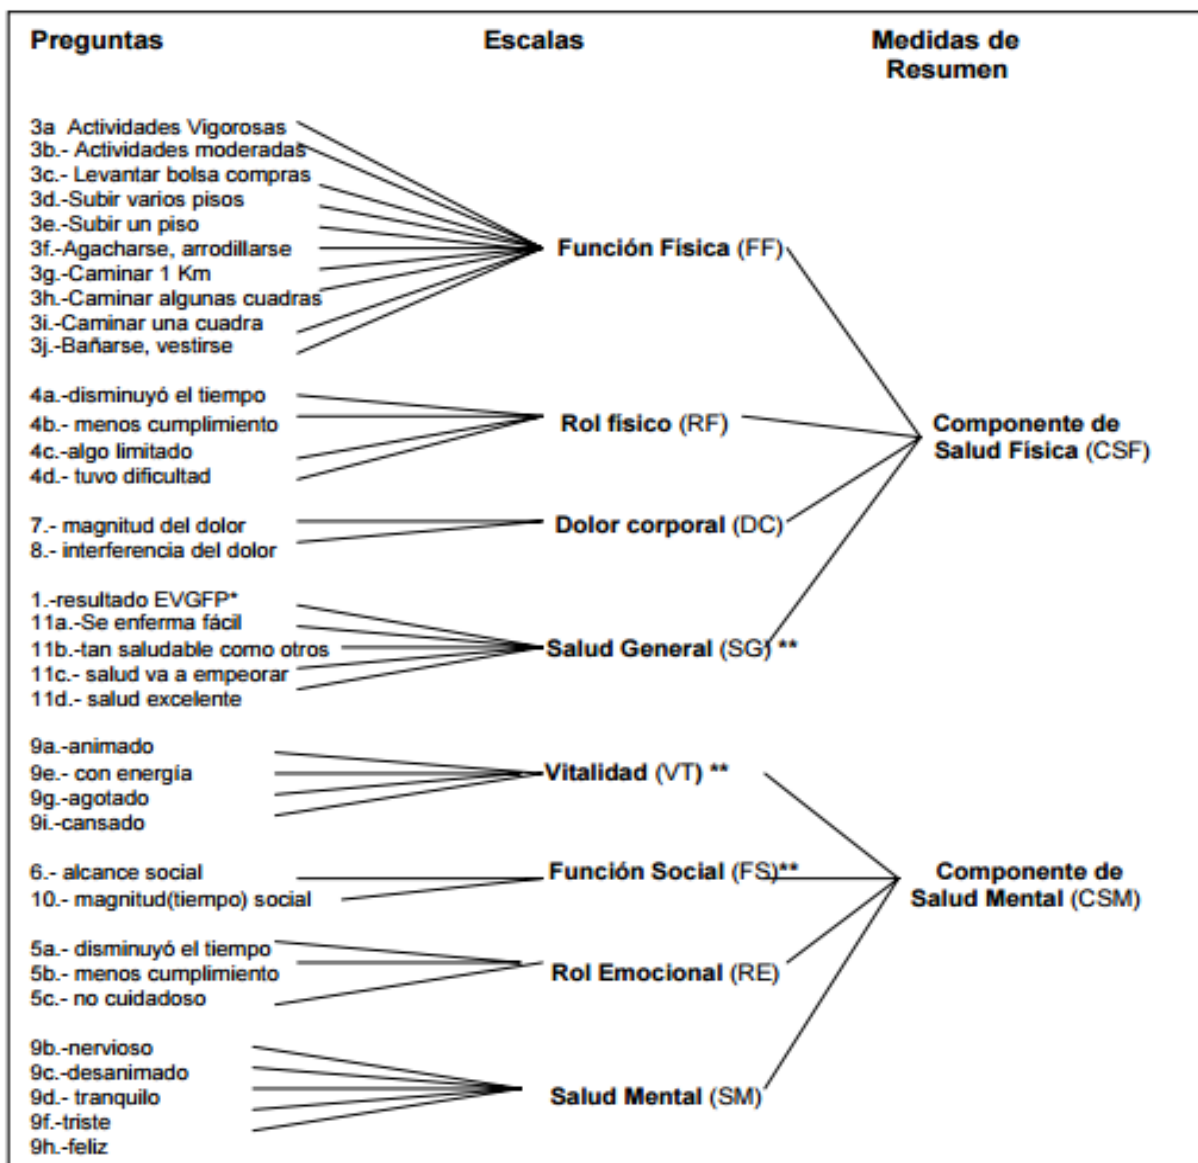 Preguntas
Escalas
Medidas de
Resumen
3a Actividades Vigorosas
3b.- Actividades moderadas
3c.- Levantar bolsa compras
3d.-Subir varios pisos
3e.-Subir un piso
3f.-Agacharse, arrodillarse
3g.-Caminar 1 Km
3h.-Caminar algunas cuadras
3i.-Caminar una cuadra
3j.-Bañarse, vestirse
Función Física (FF)
4a.-disminuyó el tiempo
4b.- menos cumplimiento
4c.-algo limitado
4d.- tuvo dificultad
Rol físico (RF)
Componente de
Salud Física (CSF)
7.- magnitud del dolor
8.- interferencia del dolor
Dolor corporal (DC)
1.-resultado EVGFP*
11a.-Se enferma fácil
11b.-tan saludable como otros
11c.- salud va a empeorar
11d.- salud excelente
Salud General (SG) **
9a.-animado
9e.- con energía
9g.-agotado
9i.-cansado
Vitalidad (VT) **
6.- alcance social
10.- magnitud(tiempo) social
Función Social (FS)**
Componente de
Salud Mental (CSM)
5a.- disminuyó el tiempo
5b.- menos cumplimiento
5c.- no cuidadoso
Rol Emocional (RE)
9b.-nervioso
9c.-desanimado
9d.- tranquilo
9f.-triste
9h.-feliz
Salud Mental (SM)